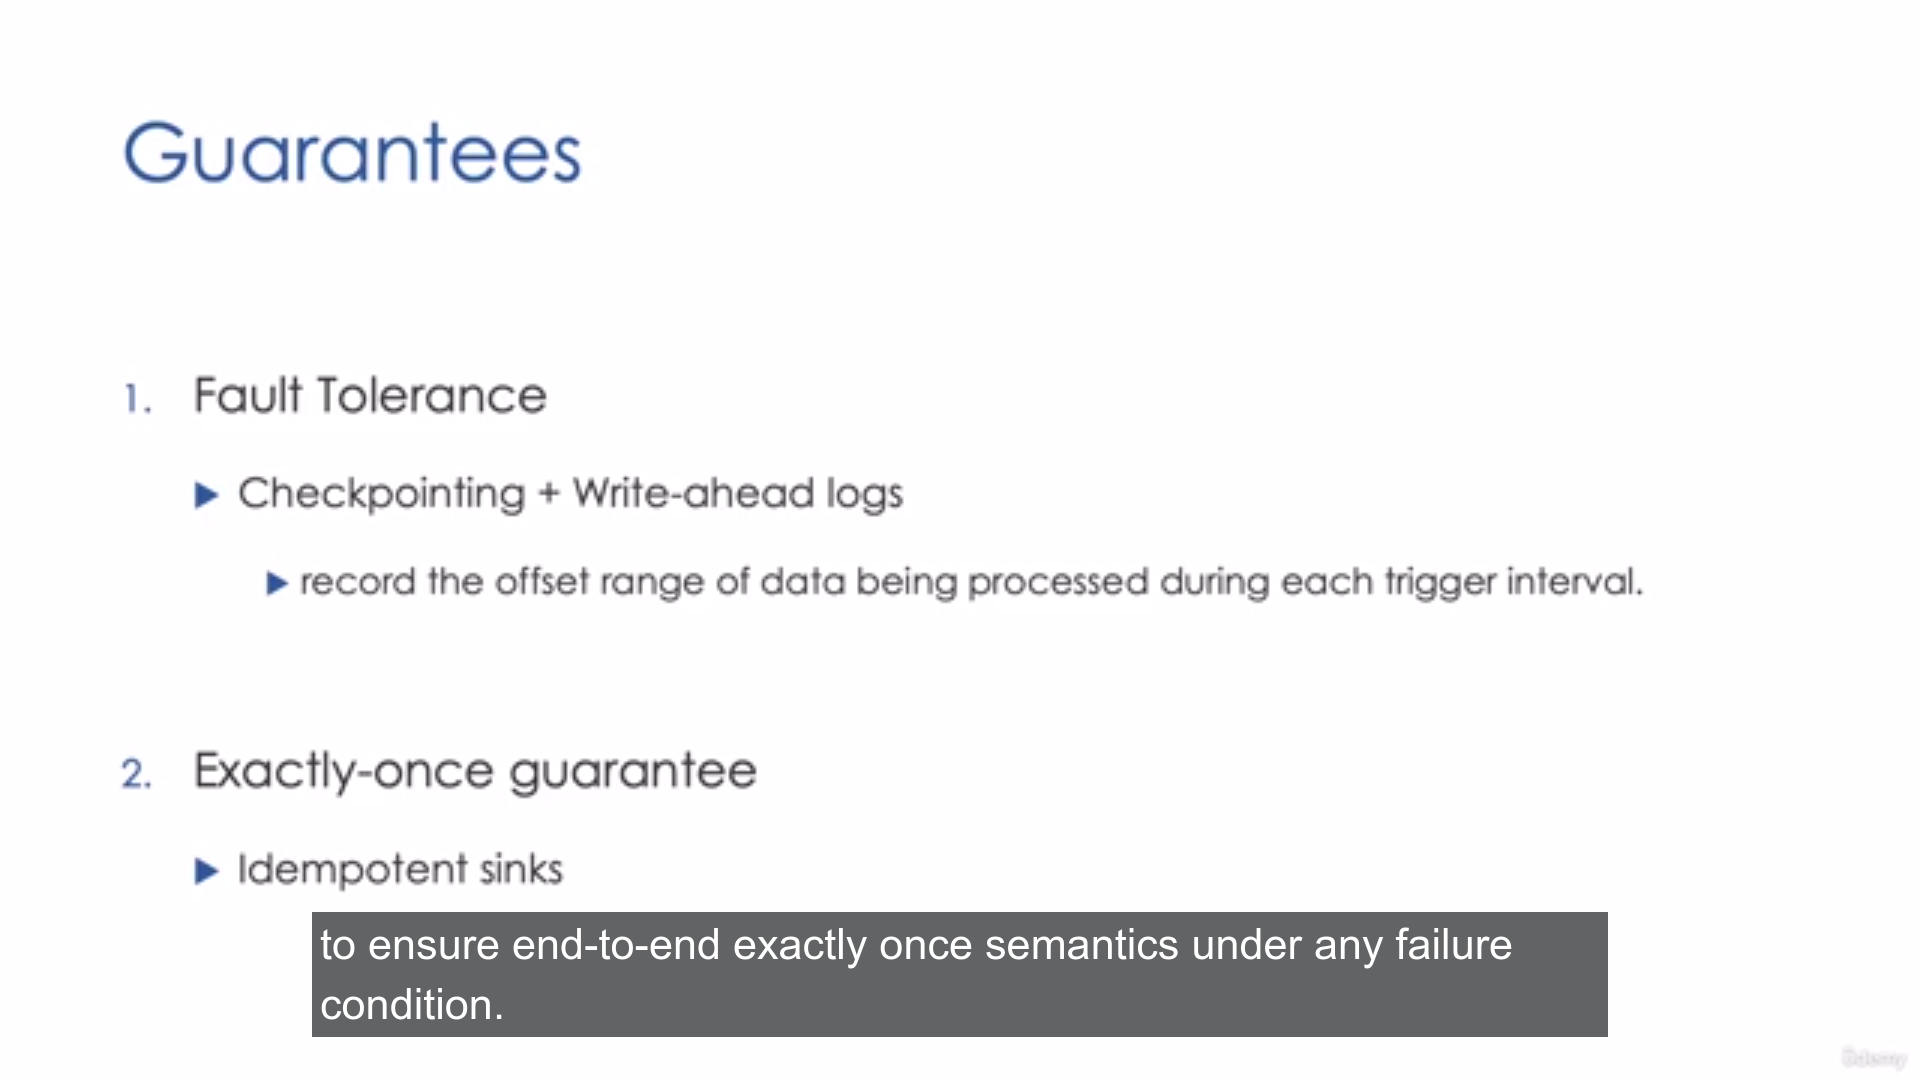 Guarantees
1. Fault Tolerance
Checkpointing + Write-ahead logs
record the offset range of data being processed during each trigger interval.
2. Exactly-once guarantee
Idempotent sinks
to ensure end-to-end exactly once semantics under any failure
condition.
Udemy